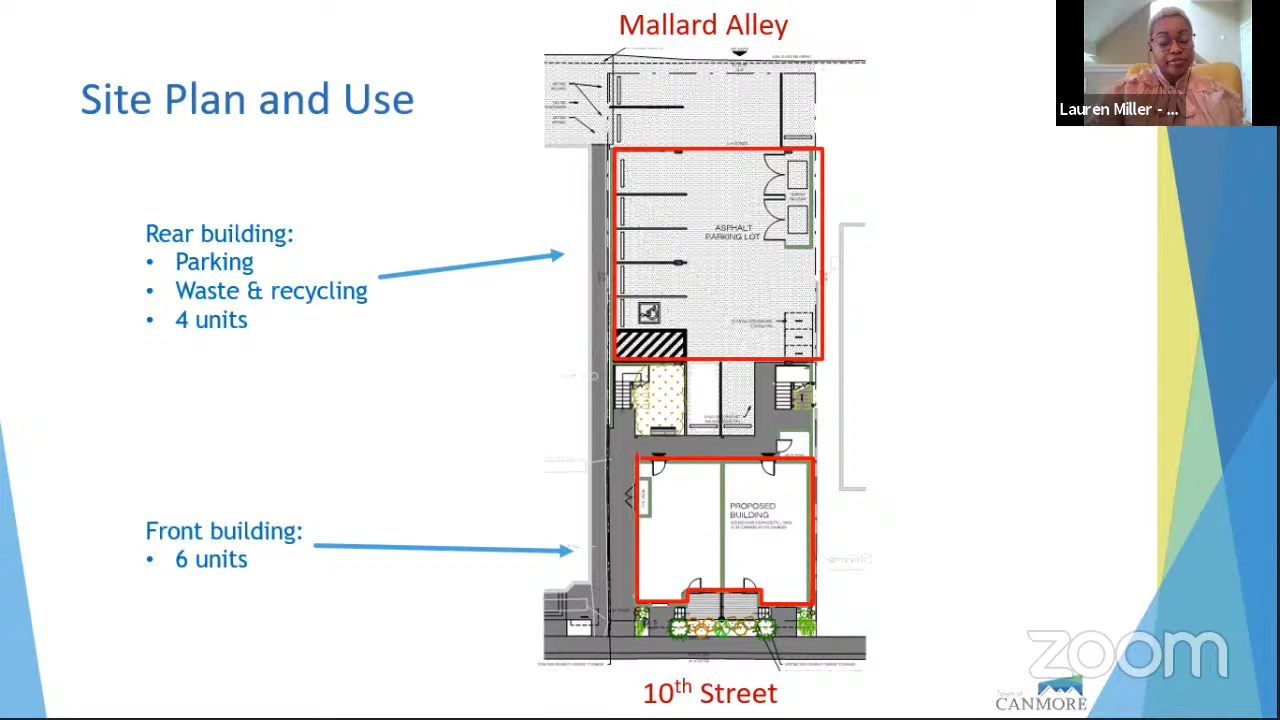 Mallard Alley
Lauren Miller - ...
Site Plan and Use
Rear building:
• Parking
• Waste & recycling
• 4 units
ASPHALT
PARKING LOT
PROPOSED
BUILDING
Front building:
• 6 units
10th Street
zoom
Town of
CANMORE